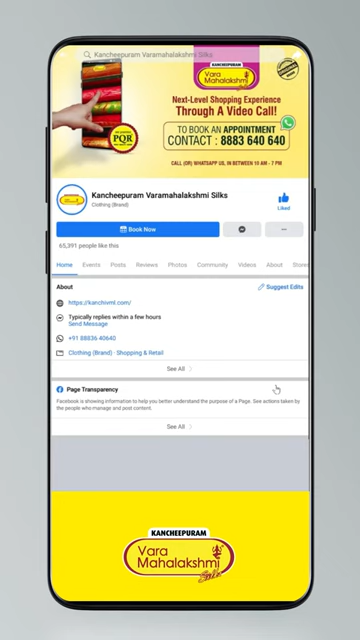 Kancheepuram Varamahalakshmi Silks
KANCHEEPURAM
Vara
Mahalakshmi
Silks
Next-Level Shopping Experience
Through A Video Call!
TO BOOK AN APPOINTMENT
CONTACT : 8883 640 640
PQR
CALL (OR) WHATSAPP US, IN BETWEEN 10 AM - 7 PM
Kancheepuram Varamahalakshmi Silks
Clothing (Brand)
Liked
Book Now
65,391 people like this
Home Events Posts Reviews Photos Community Videos About Stores
About
Suggest Edits
https://kanchivml.com/
Typically replies within a few hours
Send Message
+91 88836 40640
Clothing (Brand) · Shopping & Retail
See All
Page Transparency
Facebook is showing information to help you better understand the purpose of a Page. See actions taken by
the people who manage and post content.
See All
KANCHEEPURAM
Vara
Mahalakshmi
Silks